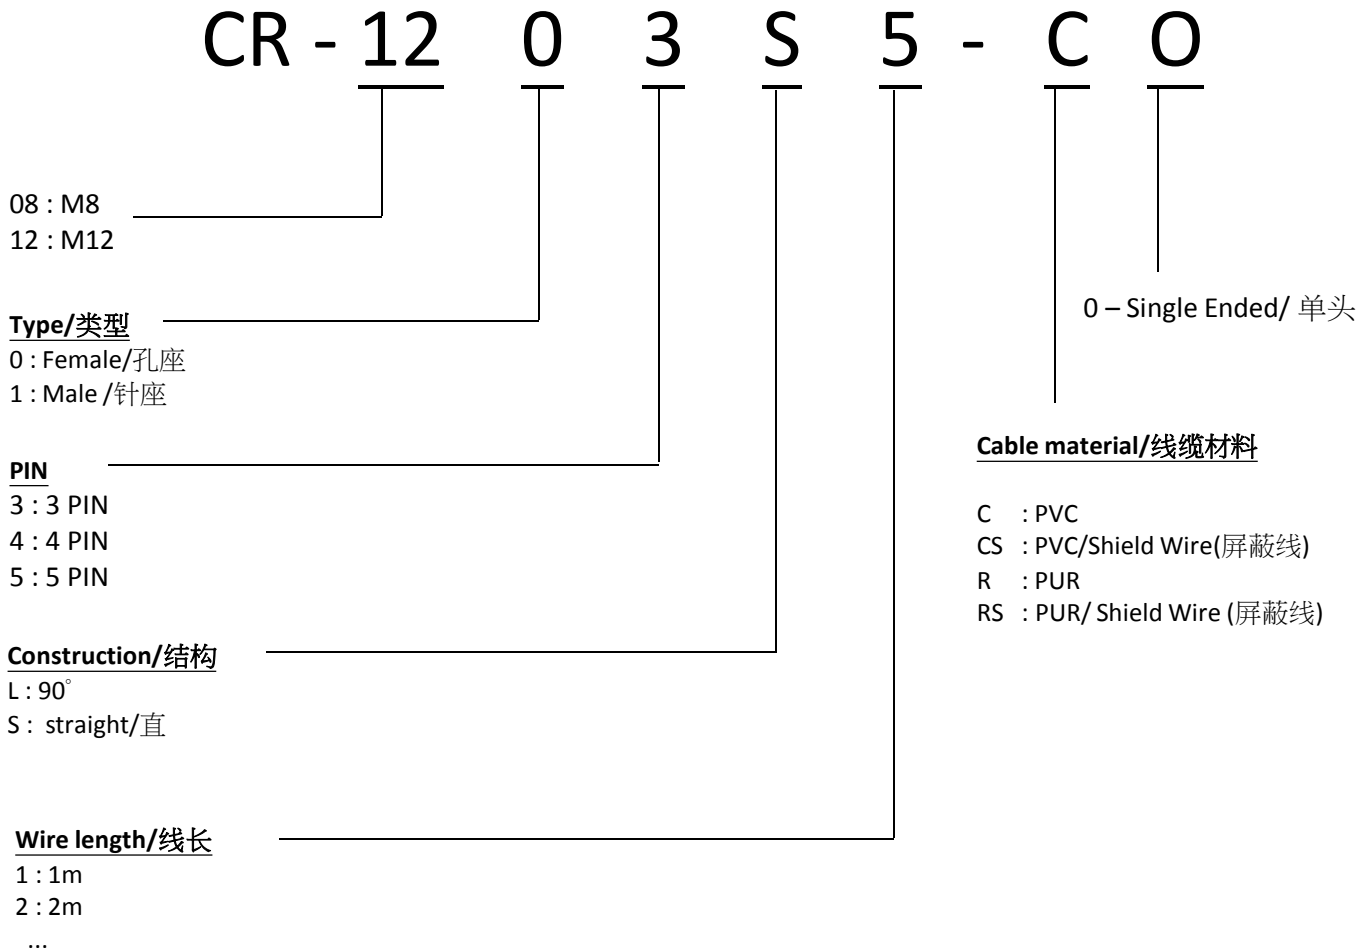 CR - 12 0 3 S 5 - C O
08 : M8
12 : M12
0 – Single Ended/ 单头
Type/类型
0 : Female/孔座
1 : Male /针座
Cable material/线缆材料
PIN
3 : 3 PIN
4 : 4 PIN
5 : 5 PIN
C : PVC
CS : PVC/Shield Wire(屏蔽线)
R : PUR
RS : PUR/ Shield Wire (屏蔽线)
Construction/结构
L : 90°
S : straight/直
Wire length/线长
1 : 1m
2 : 2m
...